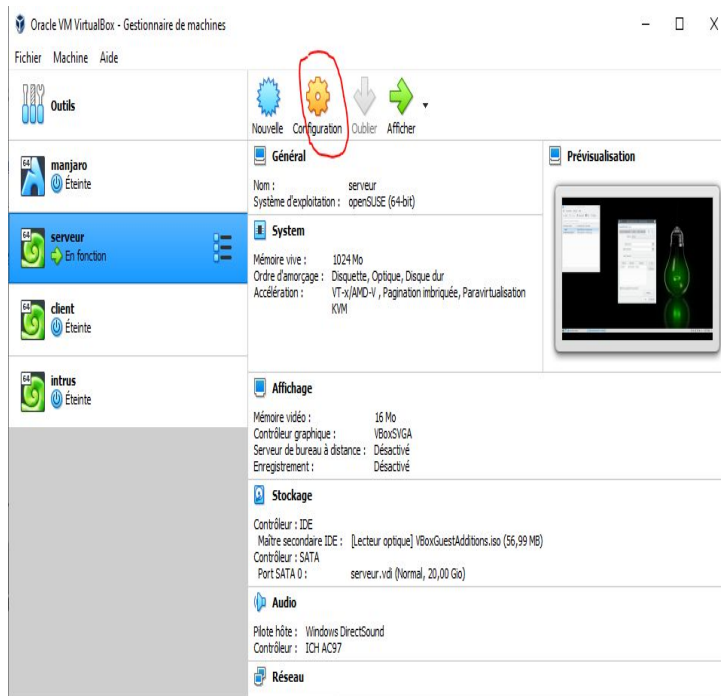 Oracle VM VirtualBox - Gestionnaire de machines
Fichier Machine Aide
Outils
Nouvelle Configuration Oublier Afficher
64 manjaro
Éteinte
64 serveur
En fonction
64 client
Éteinte
64 intrus
Éteinte
Général
Nom : serveur
Système d'exploitation : openSUSE (64-bit)
Prévisualisation
System
Mémoire vive : 1024 Mo
Ordre d'amorçage : Disquette, Optique, Disque dur
Accélération : VT-x/AMD-V , Pagination imbriquée, Paravirtualisation
KVM
Affichage
Mémoire vidéo : 16 Mo
Contrôleur graphique : VBoxSVGA
Serveur de bureau à distance : Désactivé
Enregistrement : Désactivé
Stockage
Contrôleur : IDE
Maître secondaire IDE : [Lecteur optique] VBoxGuestAdditions.iso (56,99 MB)
Contrôleur : SATA
Port SATA 0 : serveur.vdi (Normal, 20,00 Gio)
Audio
Pilote hôte : Windows DirectSound
Contrôleur : ICH AC97
Réseau